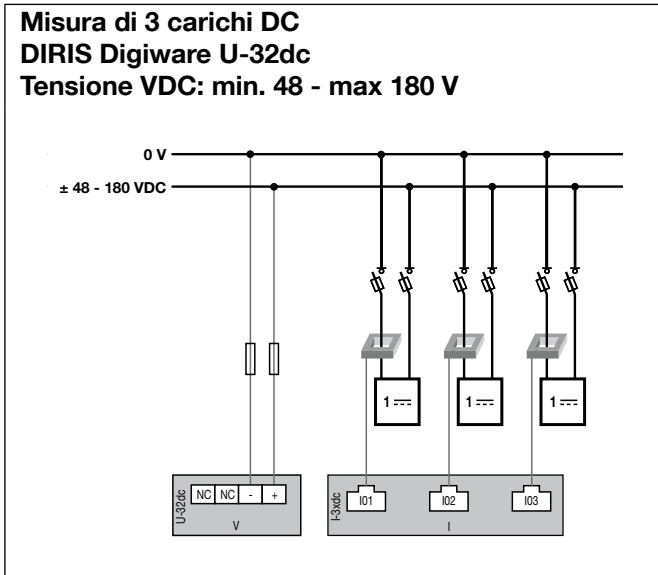 Misura di 3 carichi DC
DIRIS Digiware U-32dc
Tensione VDC: min. 48 - max 180 V
0 V
± 48 - 180 VDC
1 1 1
U-32dc
NC NC - +
V
I-3xdc
I01 I02 I03
I